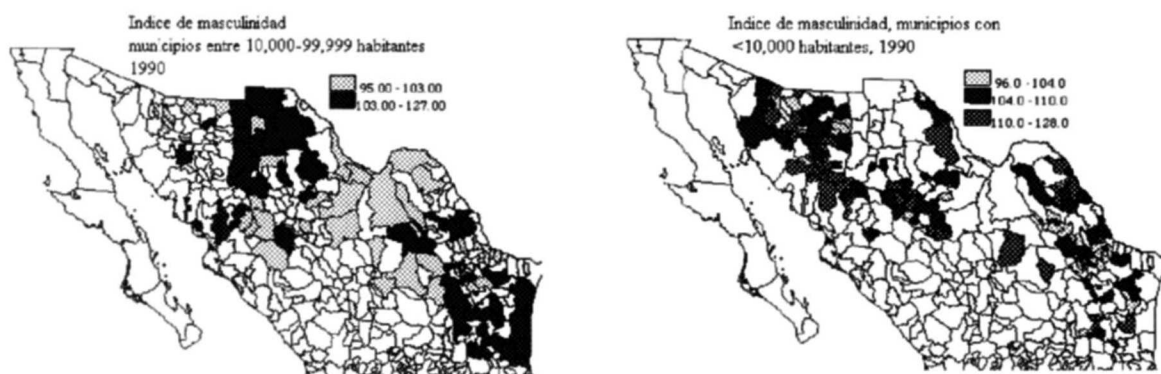 Indice de masculinidad
municipios entre 10,000-99,999 habitantes
1990
95.00 - 103.00
103.00 - 127.00
Indice de masculinidad, municipios con
<10,000 habitantes, 1990
96.0 - 104.0
104.0 - 110.0
110.0 - 128.0